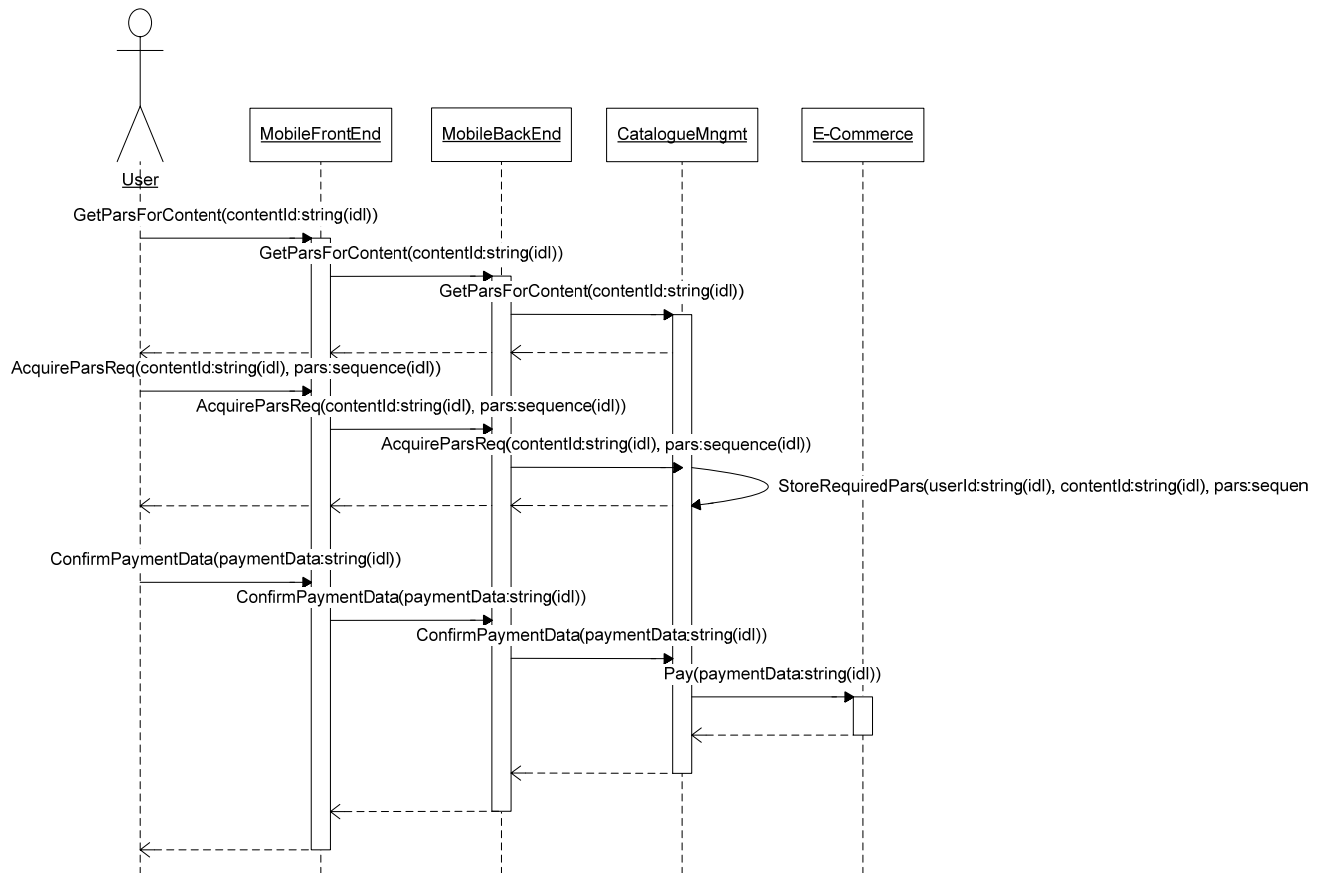 MobileFrontEnd
MobileBackEnd
CatalogueMngmt
E-Commerce
User
GetParsForContent(contentId:string(idl))
GetParsForContent(contentId:string(idl))
GetParsForContent(contentId:string(idl))
AcquireParsReq(contentId:string(idl), pars:sequence(idl))
AcquireParsReq(contentId:string(idl), pars:sequence(idl))
AcquireParsReq(contentId:string(idl), pars:sequence(idl))
StoreRequiredPars(userId:string(idl), contentId:string(idl), pars:sequen
ConfirmPaymentData(paymentData:string(idl))
ConfirmPaymentData(paymentData:string(idl))
ConfirmPaymentData(paymentData:string(idl))
Pay(paymentData:string(idl))